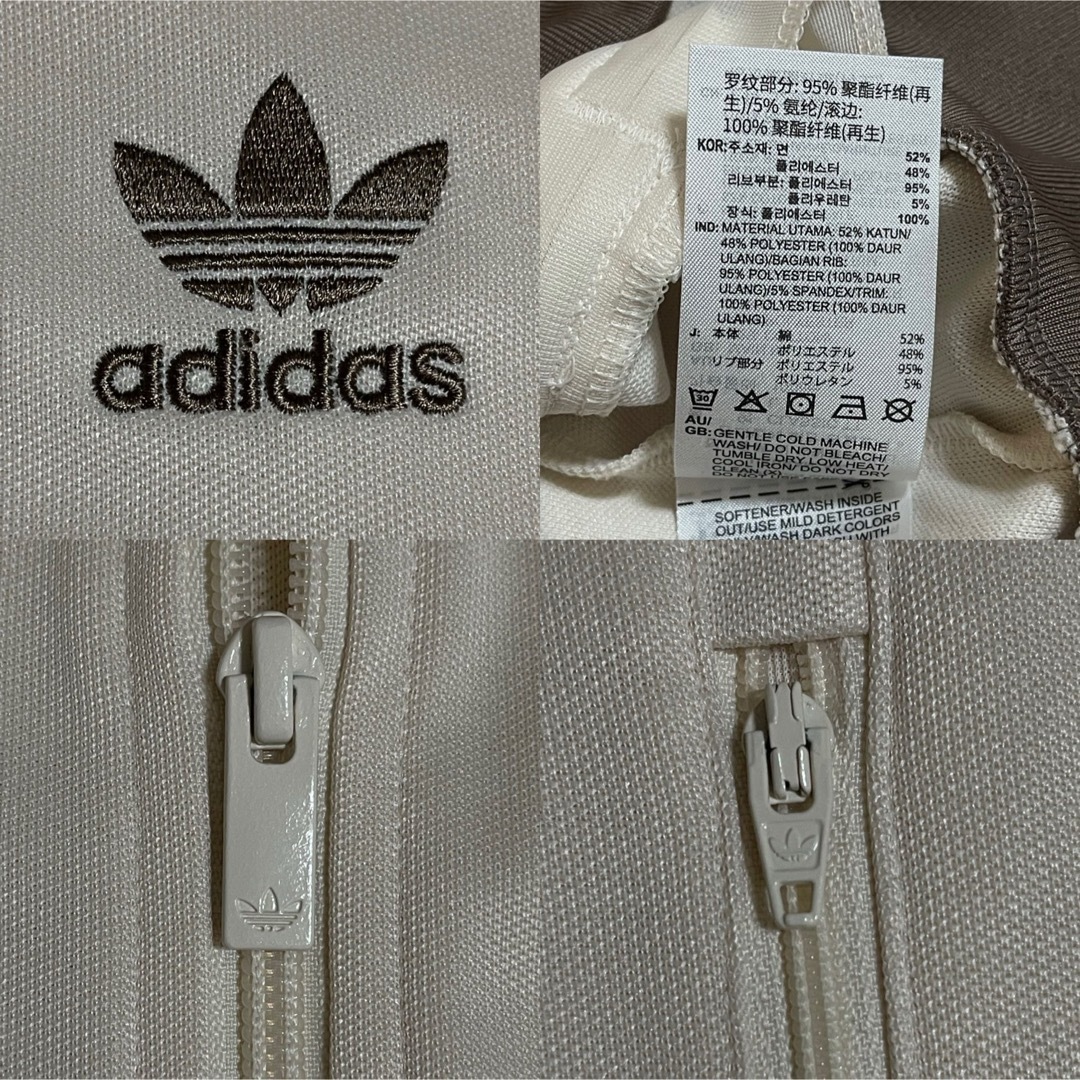 adidas
罗纹部分: 95% 聚酯纤维(再
生)/5% 氨纶/滚边:
100% 聚酯纤维(再生)
KOR:주소재: 면 52%
폴리에스터 48%
리브부분: 폴리에스터 95%
폴리우레탄 5%
장식: 폴리에스터 100%
IND: MATERIAL UTAMA: 52% KATUN/
48% POLYESTER (100% DAUR
ULANG)/BAGIAN RIB:
95% POLYESTER (100% DAUR
ULANG)/5% SPANDEX/TRIM:
100% POLYESTER (100% DAUR
ULANG)
J: 本体 綿 52%
ポリエステル 48%
リブ部分 ポリエステル 95%
ポリウレタン 5%
30
AU/
GB: GENTLE COLD MACHINE
WASH/ DO NOT BLEACH/
TUMBLE DRY LOW HEAT/
COOL IRON/ DO NOT DRY
CLEAN
SOFTENER/WASH INSIDE
OUT/USE MILD DETERGENT
WASH DARK COLORS
WITH